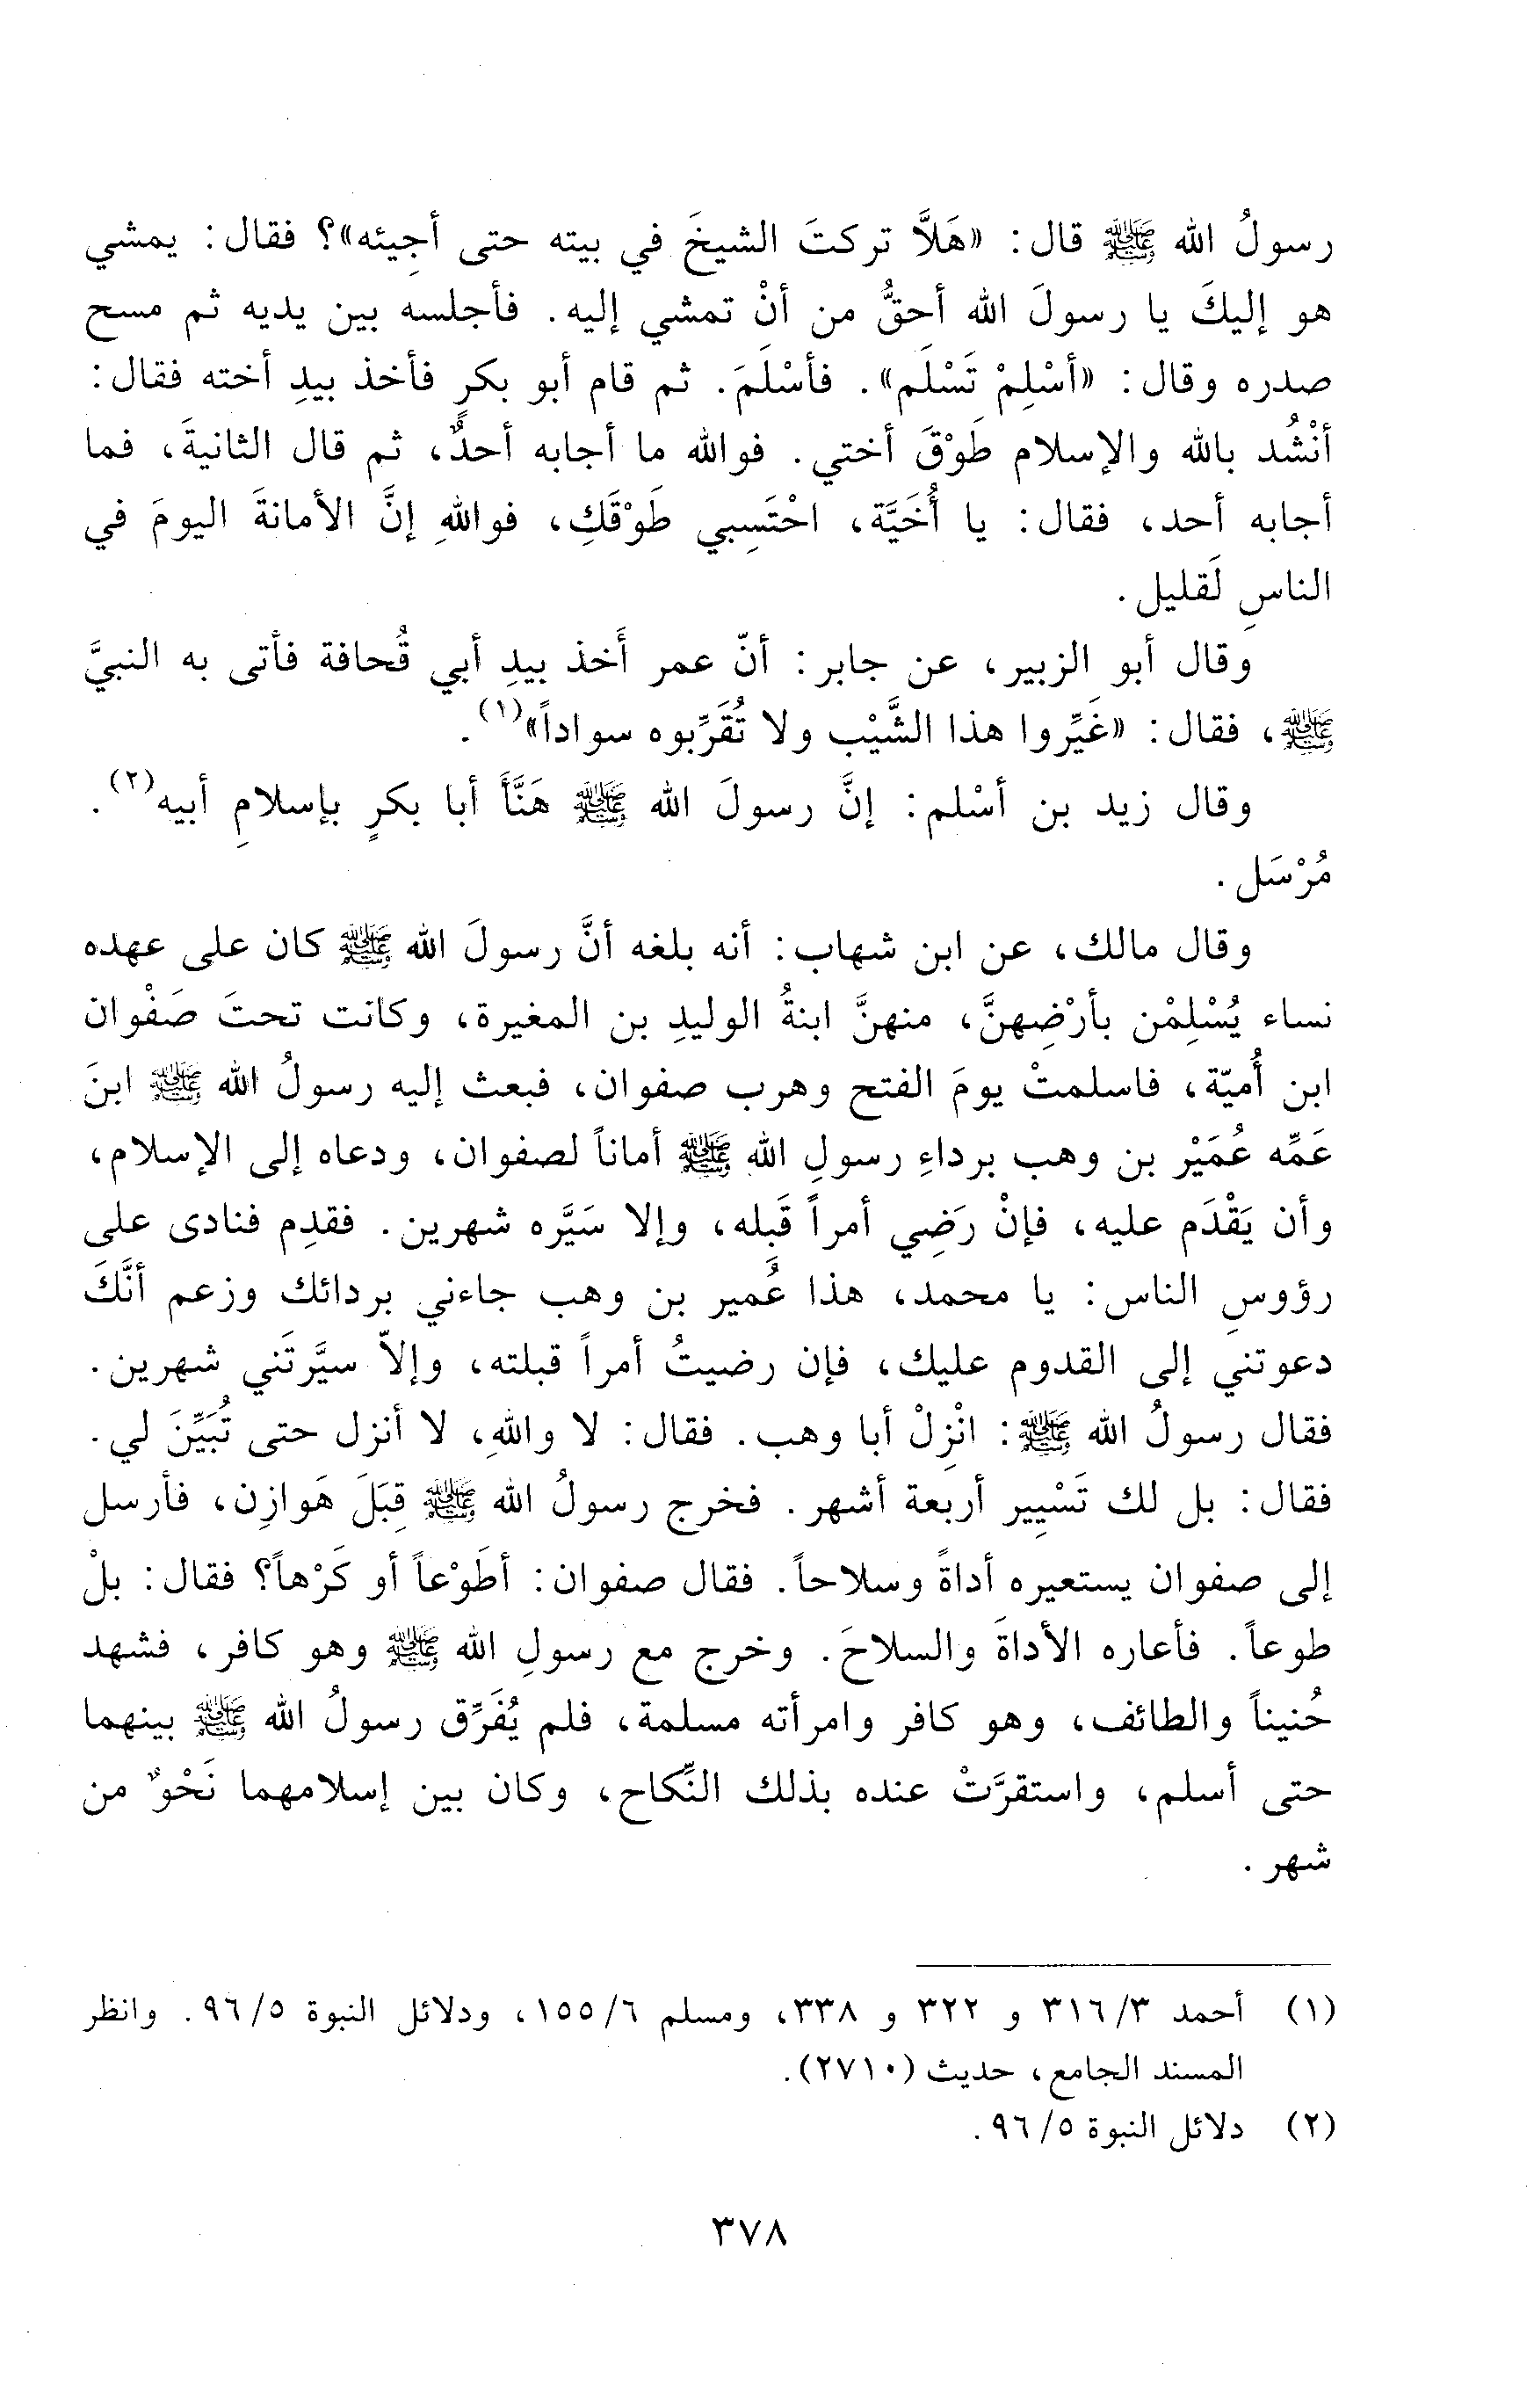 رسولُ الله ﷺ قال: «هَلاَّ تركتَ الشيخَ في بيته حتى أجِيئه»؟ فقال: يمشي
هو إليكَ يا رسولَ الله أحقُّ من أنْ تمشي إليه. فأجلسه بين يديه ثم مسح
صدره وقال: «أسْلِمْ تَسْلَم». فأسْلَمَ. ثم قام أبو بكرٍ فأخذ بيدِ أخته فقال:
أنْشُد بالله والإسلام طَوْقَ أختي. فوالله ما أجابه أحدٌ، ثم قال الثانيةَ، فما
أجابه أحد، فقال: يا أُخَيَّة، احْتَسِبي طَوْقَكِ، فواللهِ إنَّ الأمانةَ اليومَ في
الناسِ لَقليل.
وقال أبو الزبير، عن جابر: أنّ عمر أَخذ بيدِ أبي قُحافة فأتى به النبيَّ
ﷺ، فقال: «غَيِّروا هذا الشَّيْب ولا تُقَرِّبوه سواداً»(١).
وقال زيد بن أسْلم: إنَّ رسولَ الله ﷺ هَنَّأَ أبا بكرٍ بإسلامِ أبيه(٢).
مُرْسَل.
وقال مالك، عن ابن شهاب: أنه بلغه أنَّ رسولَ الله ﷺ كان على عهده
نساء يُسْلِمْن بأرْضِهنَّ، منهنَّ ابنةُ الوليدِ بن المغيرة، وكانت تحتَ صَفْوان
ابن أُميّة، فاسلمتْ يومَ الفتح وهرب صفوان، فبعث إليه رسولُ الله ﷺ ابنَ
عَمِّه عُمَيْر بن وهب برداءِ رسولِ الله ﷺ أماناً لصفوان، ودعاه إلى الإسلام،
وأن يَقْدَم عليه، فإنْ رَضِي أمراً قَبله، وإلا سَيَّره شهرين. فقدِم فنادى على
رؤوسِ الناس: يا محمد، هذا عُمير بن وهب جاءني بردائك وزعم أنَّكَ
دعوتني إلى القدوم عليك، فإن رضيتُ أمراً قبلته، وإلاّ سيَّرتَني شهرين.
فقال رسولُ الله ﷺ: انْزِلْ أبا وهب. فقال: لا واللهِ، لا أنزل حتى تُبَيِّنَ لي.
فقال: بل لك تَسْيِير أربعة أشهر. فخرج رسولُ الله ﷺ قِبَلَ هَوازِن، فأرسل
إلى صفوان يستعيره أداةً وسلاحاً. فقال صفوان: أطَوْعاً أو كَرْهاً؟ فقال: بلْ
طوعاً. فأعاره الأداةَ والسلاحَ. وخرج مع رسولِ الله ﷺ وهو كافر، فشهد
حُنيناً والطائف، وهو كافر وامرأته مسلمة، فلم يُفَرِّق رسولُ الله ﷺ بينهما
حتى أسلم، واستقرَّتْ عنده بذلك النِّكاح، وكان بين إسلامهما نَحْوٌ من
شهر.
(١) أحمد ٣/٣١٦ و ٣٢٢ و ٣٣٨، ومسلم ٦/١٥٥، ودلائل النبوة ٥/٩٦. وانظر
المسند الجامع، حديث (٢٧١٠).
(٢) دلائل النبوة ٥/٩٦.
٣٧٨